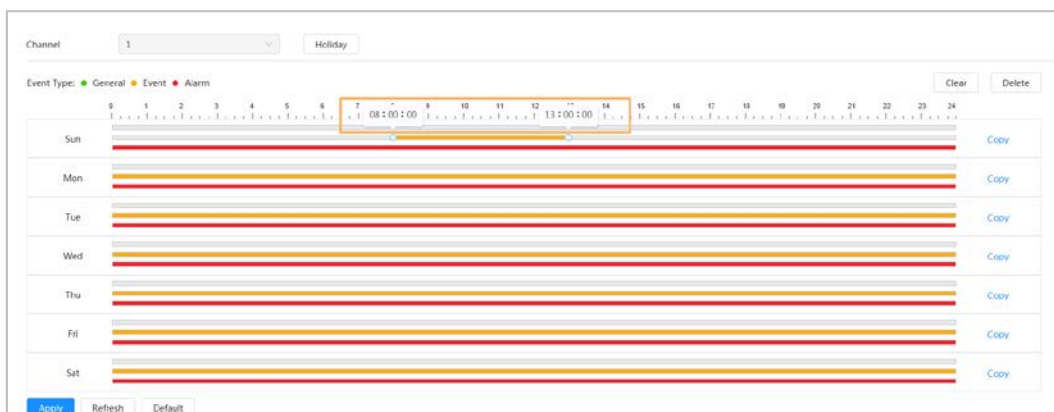 Channel 1 Holiday
Event Type: General Event Alarm Clear Delete
0 1 2 3 4 5 6 7 9 10 11 12 14 15 16 17 18 19 20 21 22 23 24
08:00:00 13:00:00
Sun Copy
Mon Copy
Tue Copy
Wed Copy
Thu Copy
Fri Copy
Sat Copy
Apply Refresh Default